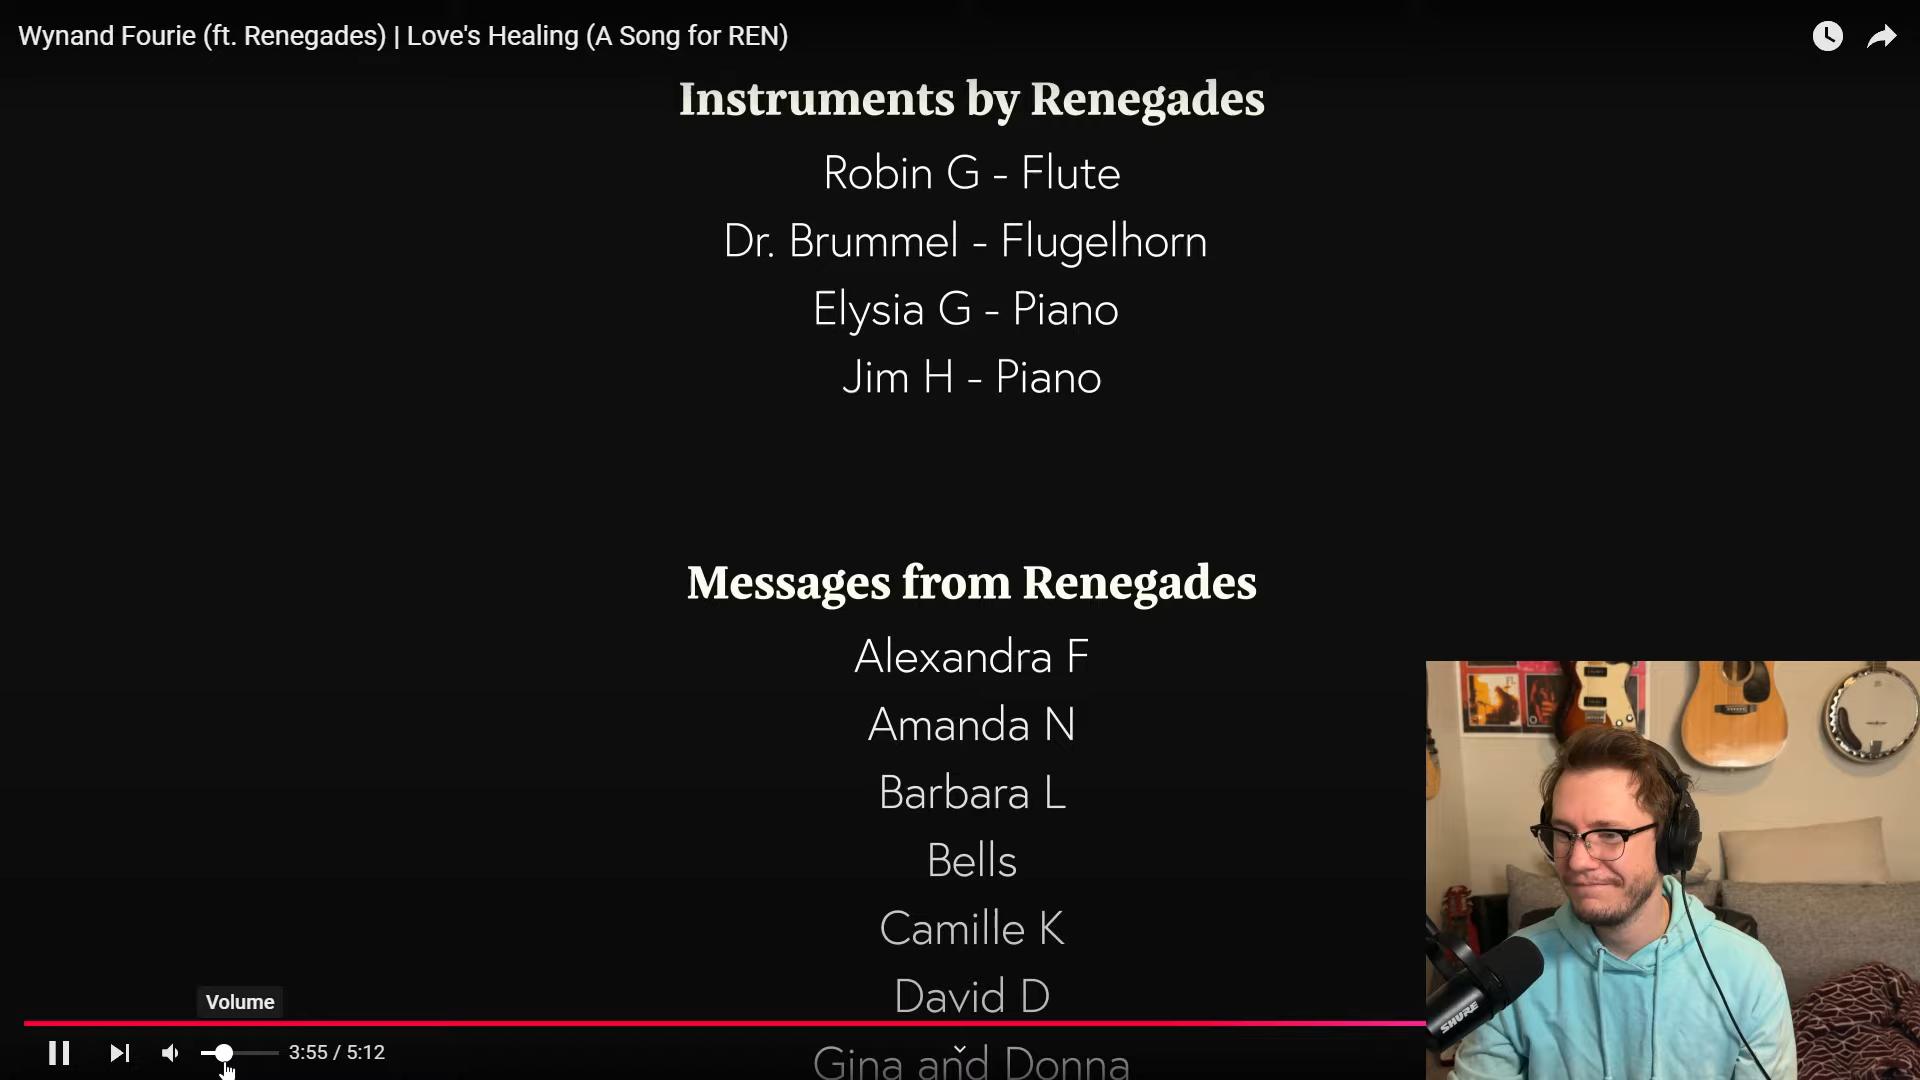 Wynand Fourie (ft. Renegades) | Love's Healing (A Song for REN)
Instruments by Renegades
Robin G - Flute
Dr. Brummel - Flugelhorn
Elysia G - Piano
Jim H - Piano
Messages from Renegades
Alexandra F
Amanda N
Barbara L
Bells
Camille K
David D
Gina and Donna
Volume
3:55 / 5:12
SHURE